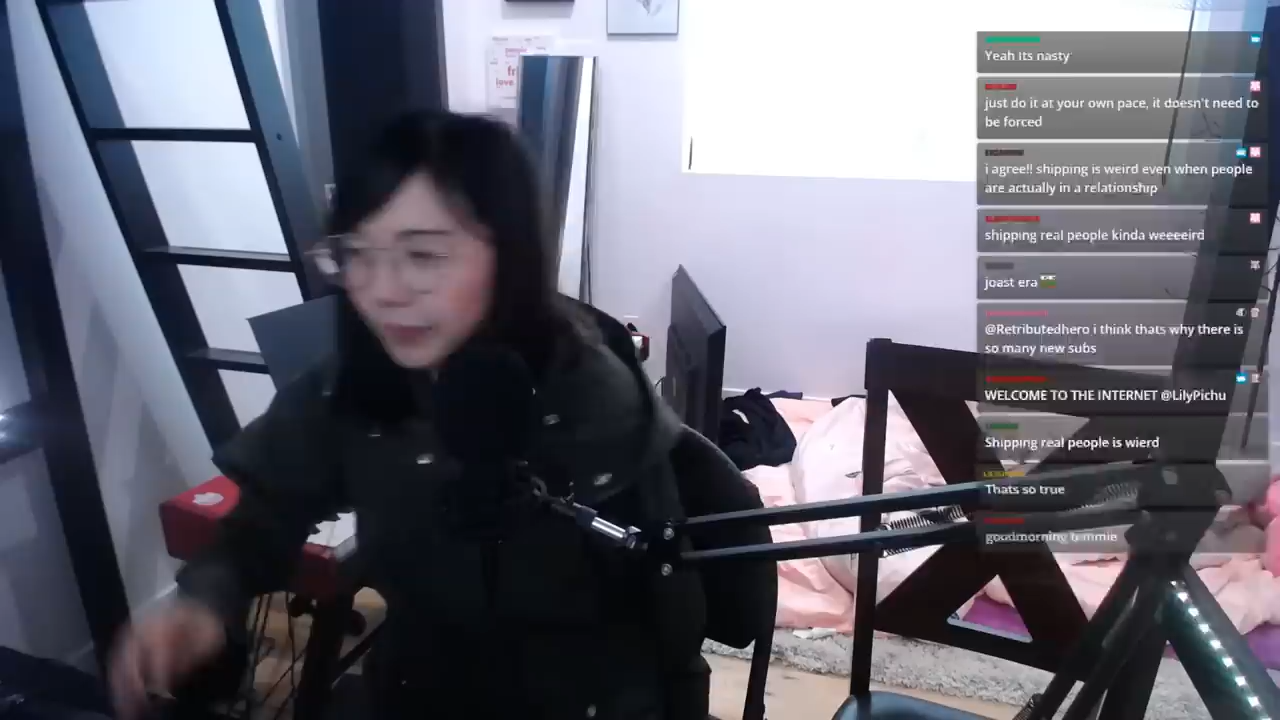 fr
love
Yeah its nasty
just do it at your own pace, it doesn't need to
be forced
i agree!! shipping is weird even when people
are actually in a relationship
shipping real people kinda weeeeird
joast era
@Retributedhero i think thats why there is
so many new subs
WELCOME TO THE INTERNET @LilyPichu
Shipping real people is wierd
Thats so true
goodmorning